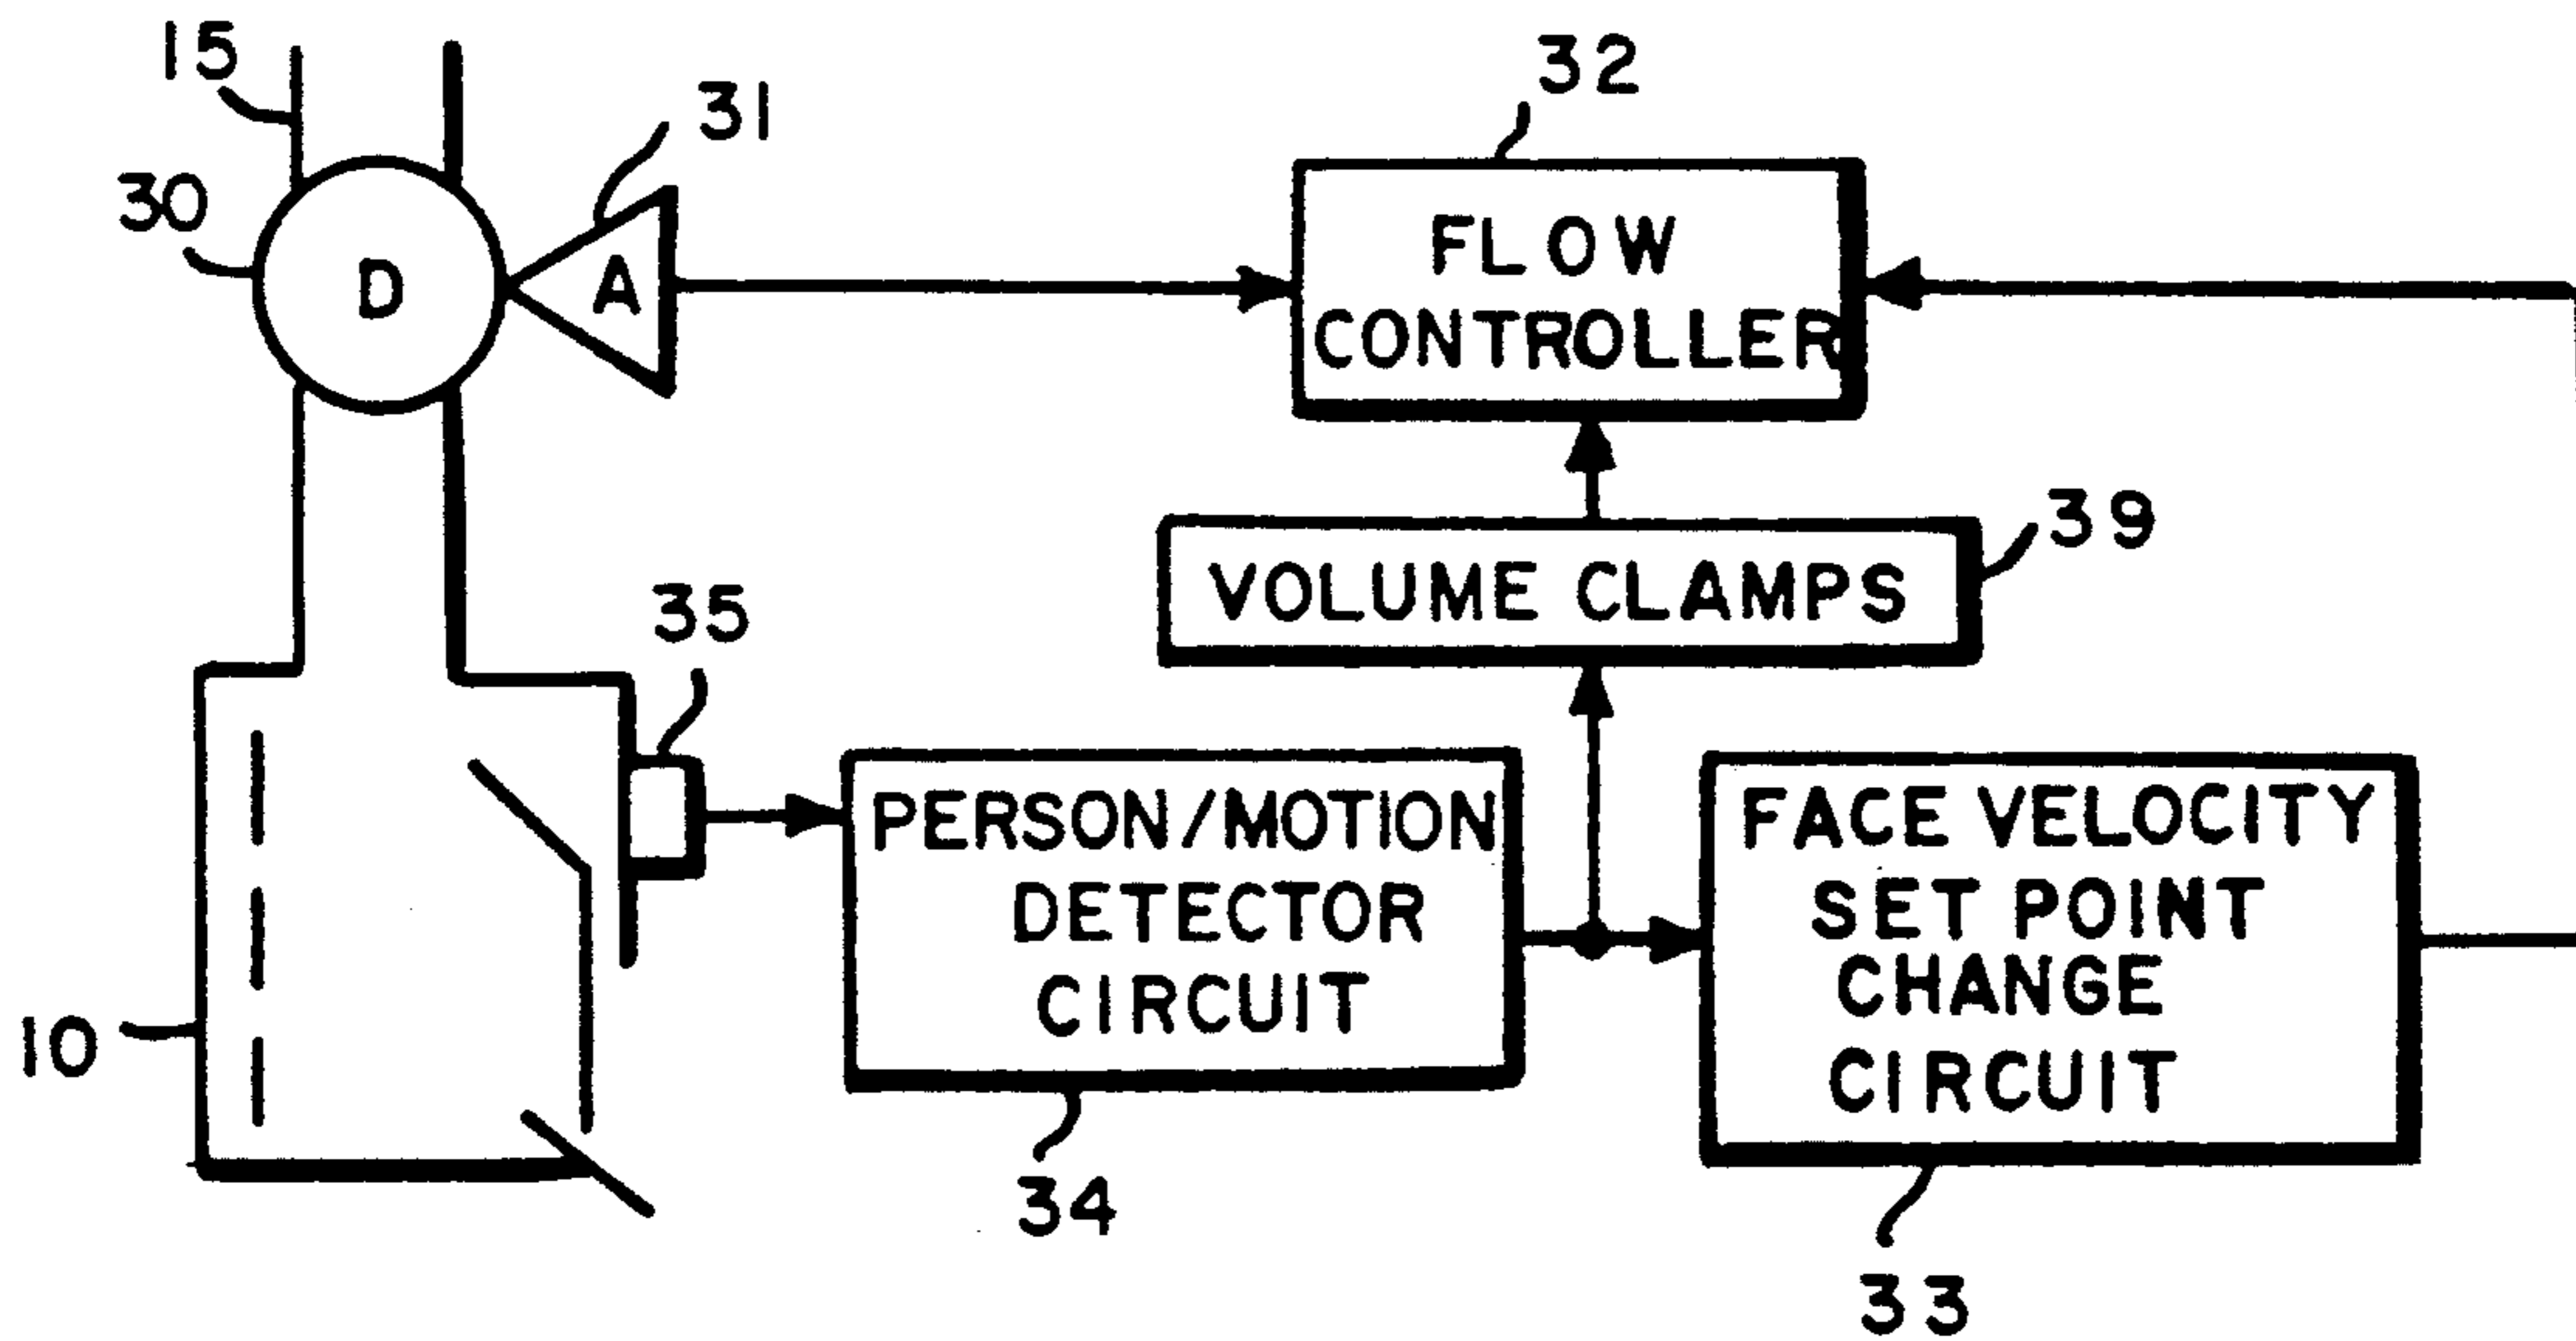 15
31
32
30
D
A
FLOW
CONTROLLER
39
VOLUME CLAMPS
35
PERSON/MOTION
DETECTOR
CIRCUIT
FACE VELOCITY
SET POINT
CHANGE
CIRCUIT
10
34
33